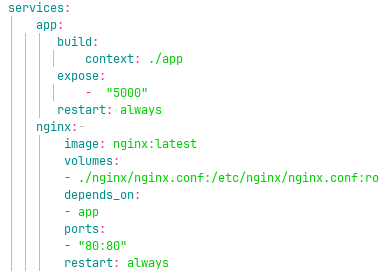 services:
    app:
       build:
           context: ./app
       expose:
           -  "5000"
       restart: always
    nginx:-
        image: nginx:latest
        volumes:
        - ./nginx/nginx.conf:/etc/nginx/nginx.conf:ro
        depends_on:
        - app
        ports:
        - "80:80"
        restart: always